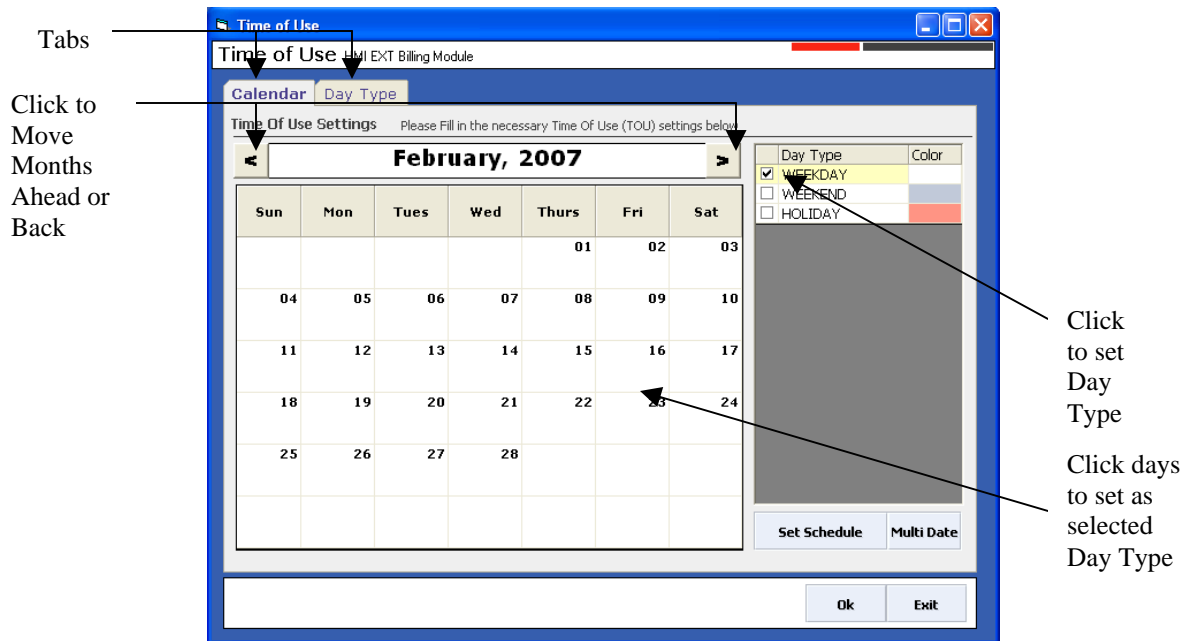 Time of Use
Time of Use HMI EXT Billing Module
Tabs
Calendar Day Type
Click to
Move
Months
Ahead or
Back
Time Of Use Settings Please Fill in the necessary Time Of Use (TOU) settings below
< February, 2007 >
Day Type Color
WEEKDAY
WEEKEND
HOLIDAY
Sun Mon Tues Wed Thurs Fri Sat
01 02 03
04 05 06 07 08 09 10
11 12 13 14 15 16 17
18 19 20 21 22 23 24
25 26 27 28
Click
to set
Day
Type
Click days
to set as
selected
Day Type
Set Schedule Multi Date
Ok Exit